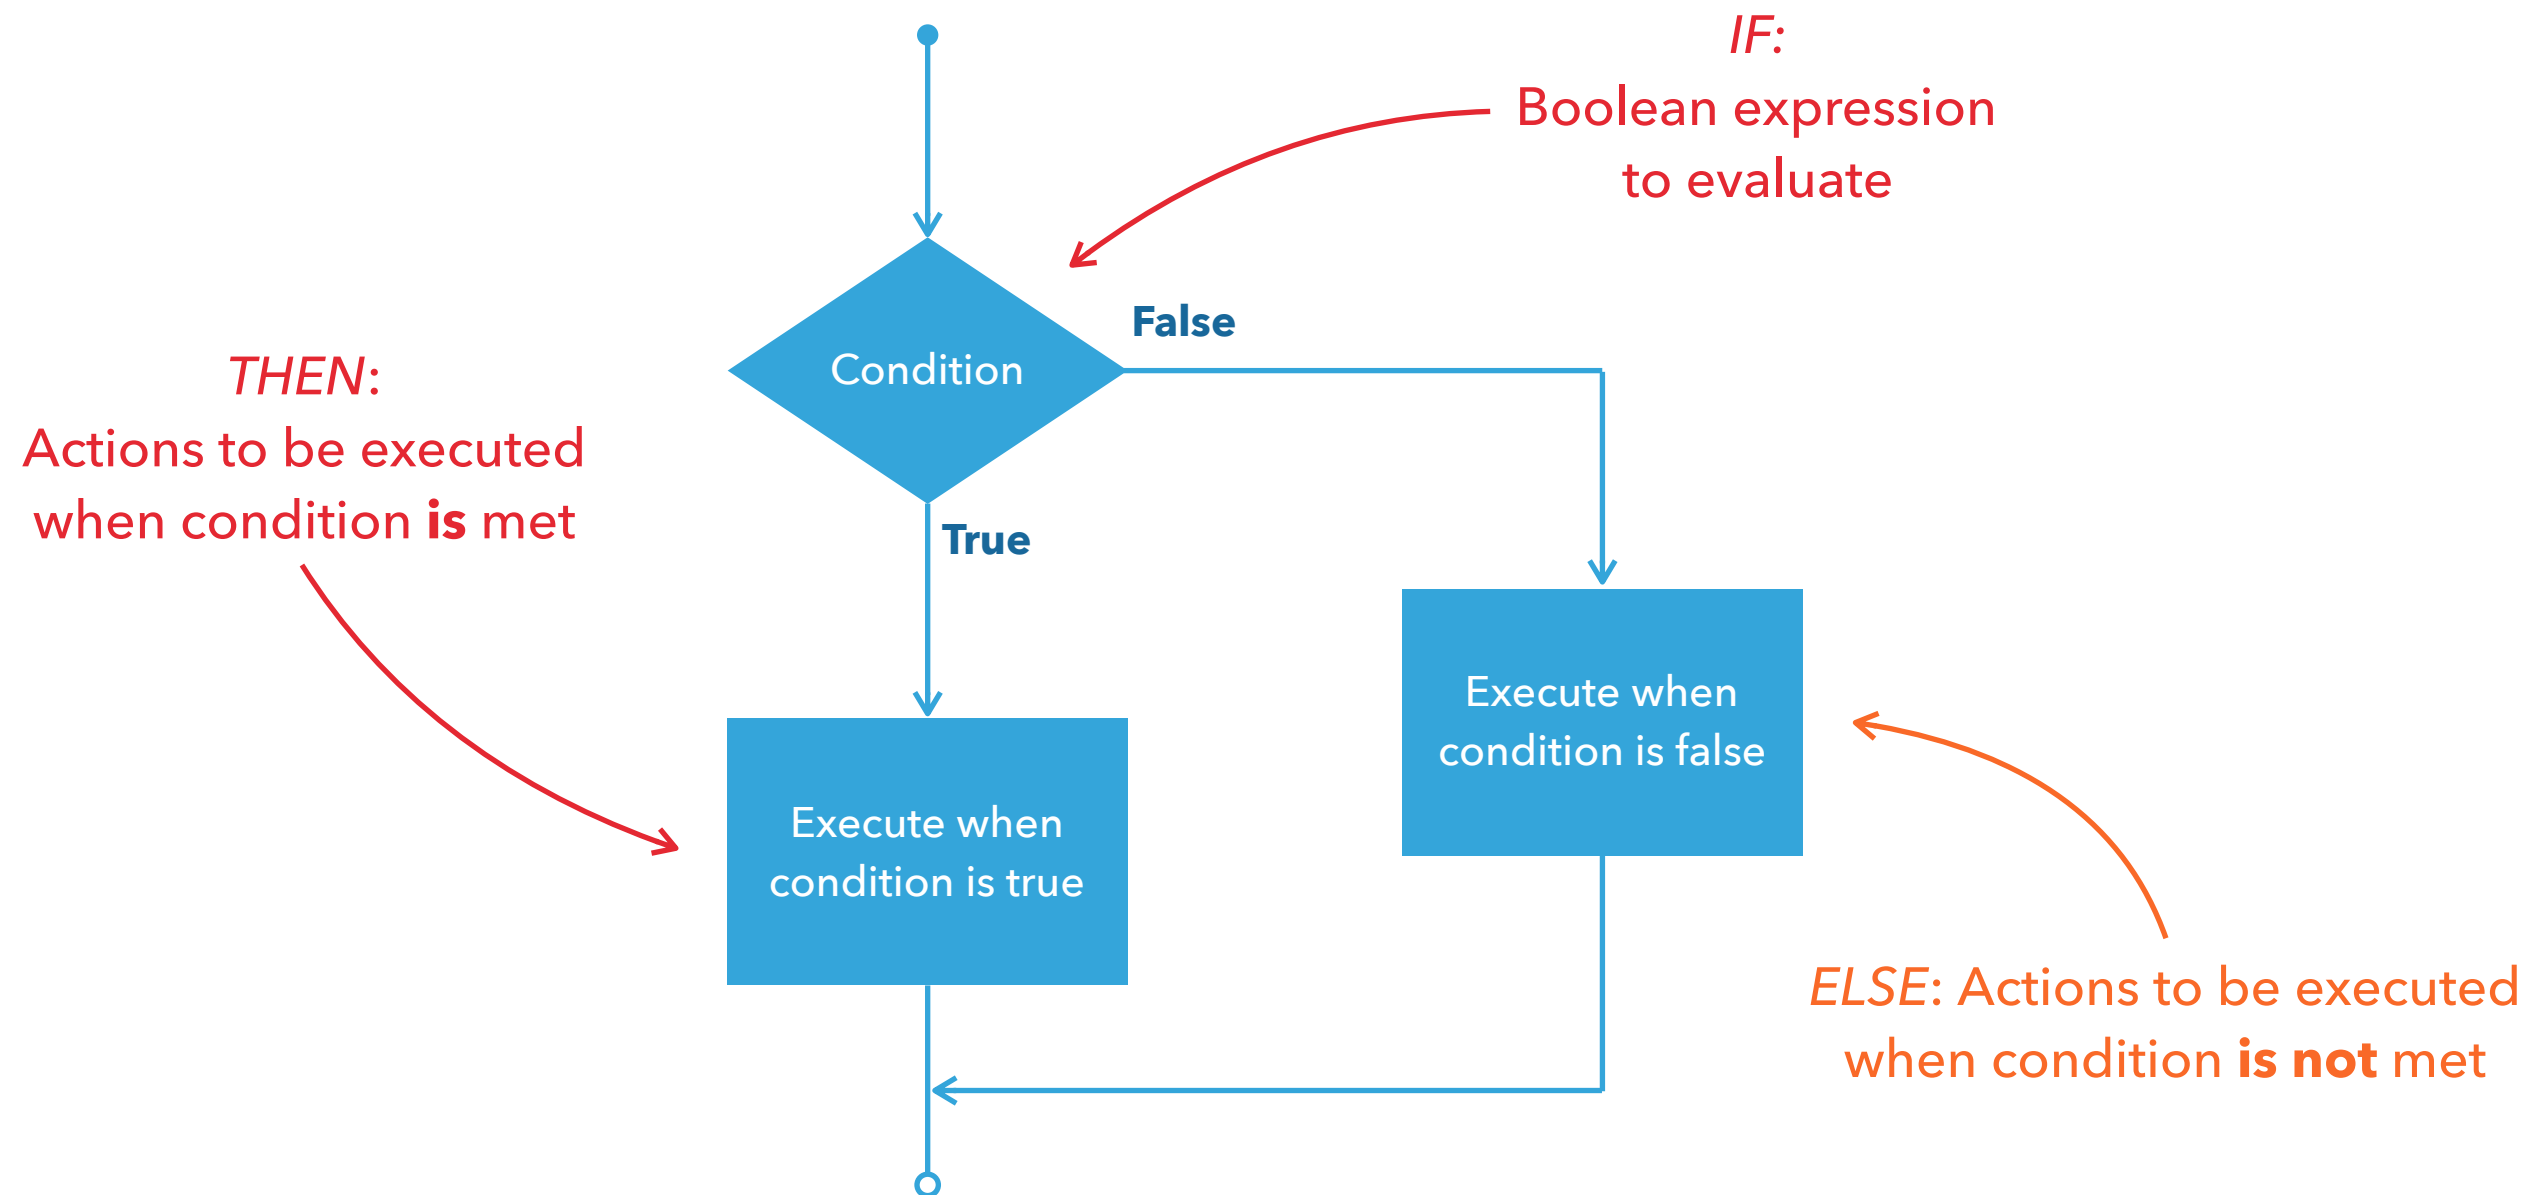 IF:
Boolean expression
to evaluate
False
Condition
THEN:
Actions to be executed
when condition is met
True
Execute when
condition is false
Execute when
condition is true
ELSE: Actions to be executed
when condition is not met